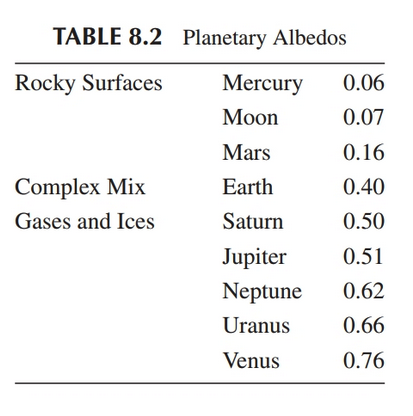 TABLE 8.2 Planetary Albedos
Rocky Surfaces Mercury 0.06
Moon 0.07
Mars 0.16
Complex Mix Earth 0.40
Gases and Ices Saturn 0.50
Jupiter 0.51
Neptune 0.62
Uranus 0.66
Venus 0.76